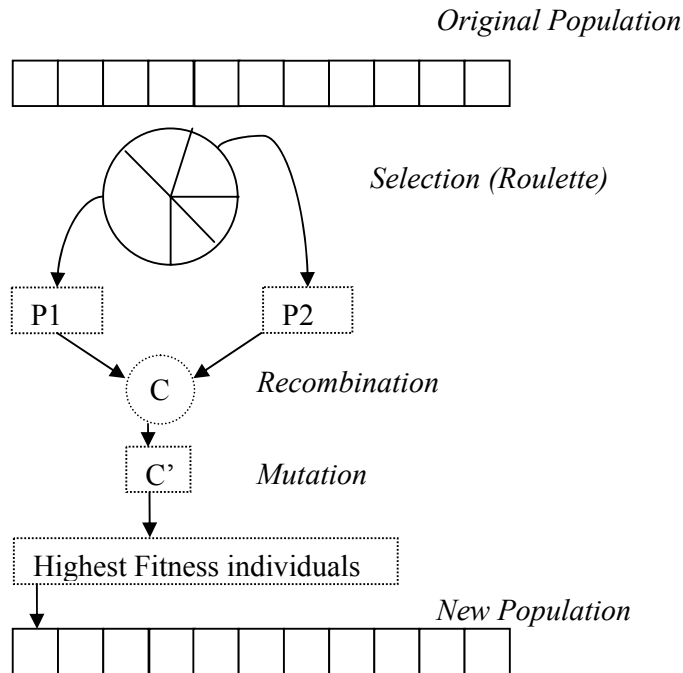 Original Population
Selection (Roulette)
P1
P2
C
Recombination
C’
Mutation
Highest Fitness individuals
New Population